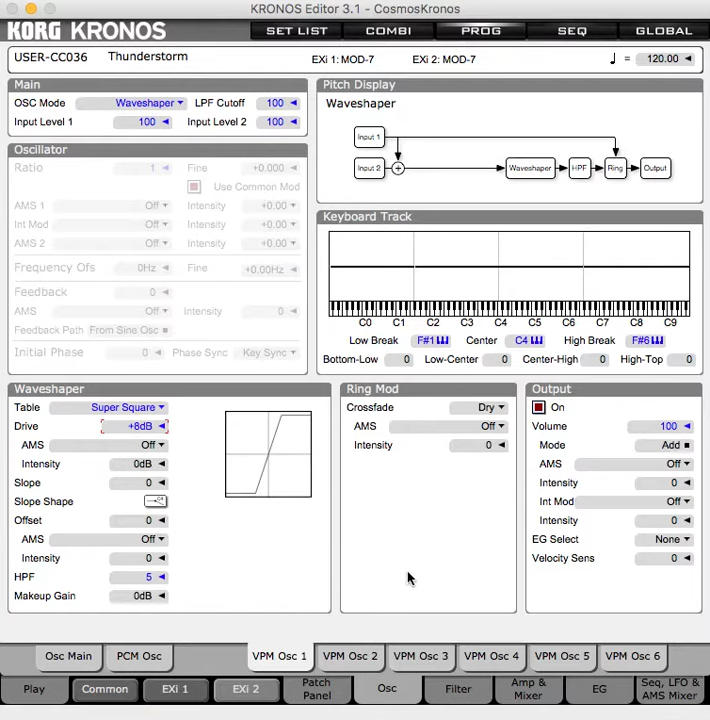 KRONOS Editor 3.1 - CosmosKronos
KORG KRONOS SET LIST COMBI PROG SEQ GLOBAL
USER-CC036 Thunderstorm EXi 1: MOD-7 EXi 2: MOD-7 ♩ = 120.00
Main
OSC Mode Waveshaper LPF Cutoff 100
Input Level 1 100 Input Level 2 100
Oscillator
Ratio 1 Fine +0.000
Use Common Mod
AMS 1 Off Intensity +0.00
Int Mod Off Intensity +0.00
AMS 2 Off Intensity +0.00
Frequency Ofs 0Hz Fine +0.00Hz
Feedback 0
AMS Off Intensity 0
Feedback Path From Sine Osc
Initial Phase 0 Phase Sync Key Sync
Pitch Display
Waveshaper
Input 1
Input 2 + Waveshaper HPF Ring Output
Keyboard Track
C0 C1 C2 C3 C4 C5 C6 C7 C8 C9
Low Break F#1 Center C4 High Break F#6
Bottom-Low 0 Low-Center 0 Center-High 0 High-Top 0
Waveshaper
Table Super Square
Drive +8dB
AMS Off
Intensity 0dB
Slope 0
Slope Shape
Offset 0
AMS Off
Intensity 0
HPF 5
Makeup Gain 0dB
Ring Mod
Crossfade Dry
AMS Off
Intensity 0
Output
On
Volume 100
Mode Add
AMS Off
Intensity 0
Int Mod Off
Intensity 0
EG Select None
Velocity Sens 0
Osc Main PCM Osc VPM Osc 1 VPM Osc 2 VPM Osc 3 VPM Osc 4 VPM Osc 5 VPM Osc 6
Play Common EXi 1 EXi 2 Patch Panel Osc Filter Amp & Mixer EG Seq, LFO & AMS Mixer